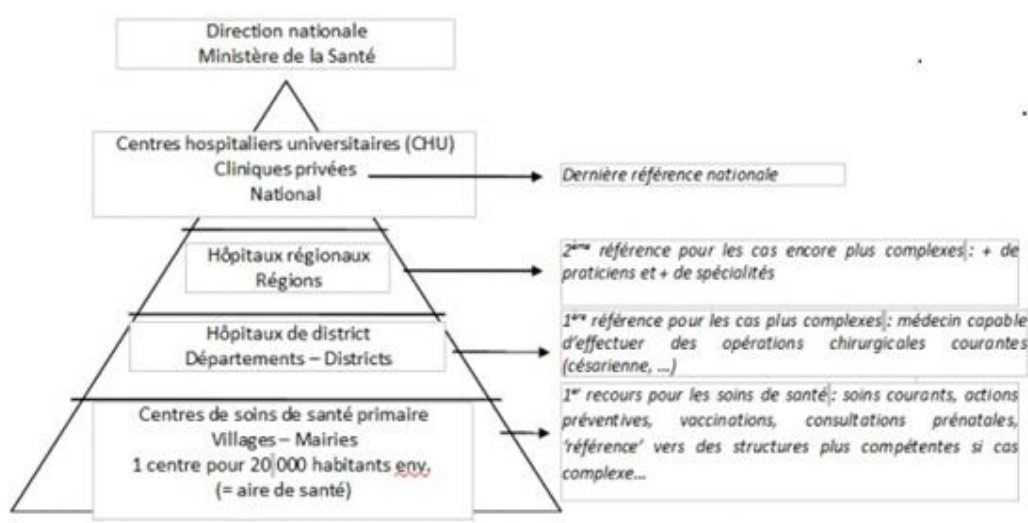 Direction nationale
Ministère de la Santé
Centres hospitaliers universitaires (CHU)
Cliniques privées
National
Dernière référence nationale
Hôpitaux régionaux
Régions
2ème référence pour les cas encore plus complexes : + de
praticiens et + de spécialités
Hôpitaux de district
Départements – Districts
1ère référence pour les cas plus complexes : médecin capable
d'effectuer des opérations chirurgicales courantes
(césarienne, ...)
Centres de soins de santé primaire
Villages – Mairies
1 centre pour 20 000 habitants env.
(= aire de santé)
1er recours pour les soins de santé : soins courants, actions
préventives, vaccinations, consultations prénatales,
'référence' vers des structures plus compétentes si cas
complexe...